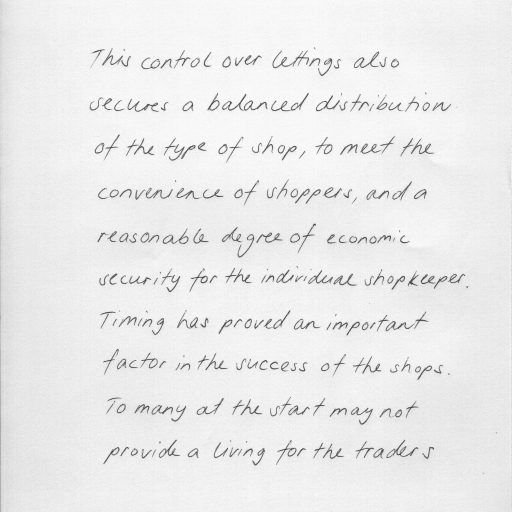 This control over lettings also
secures a balanced distribution
of the type of shop, to meet the
convenience of shoppers, and a
reasonable degree of economic
security for the individual shopkeeper.
Timing has proved an important
factor in the success of the shops.
To many at the start may not
provide a living for the traders